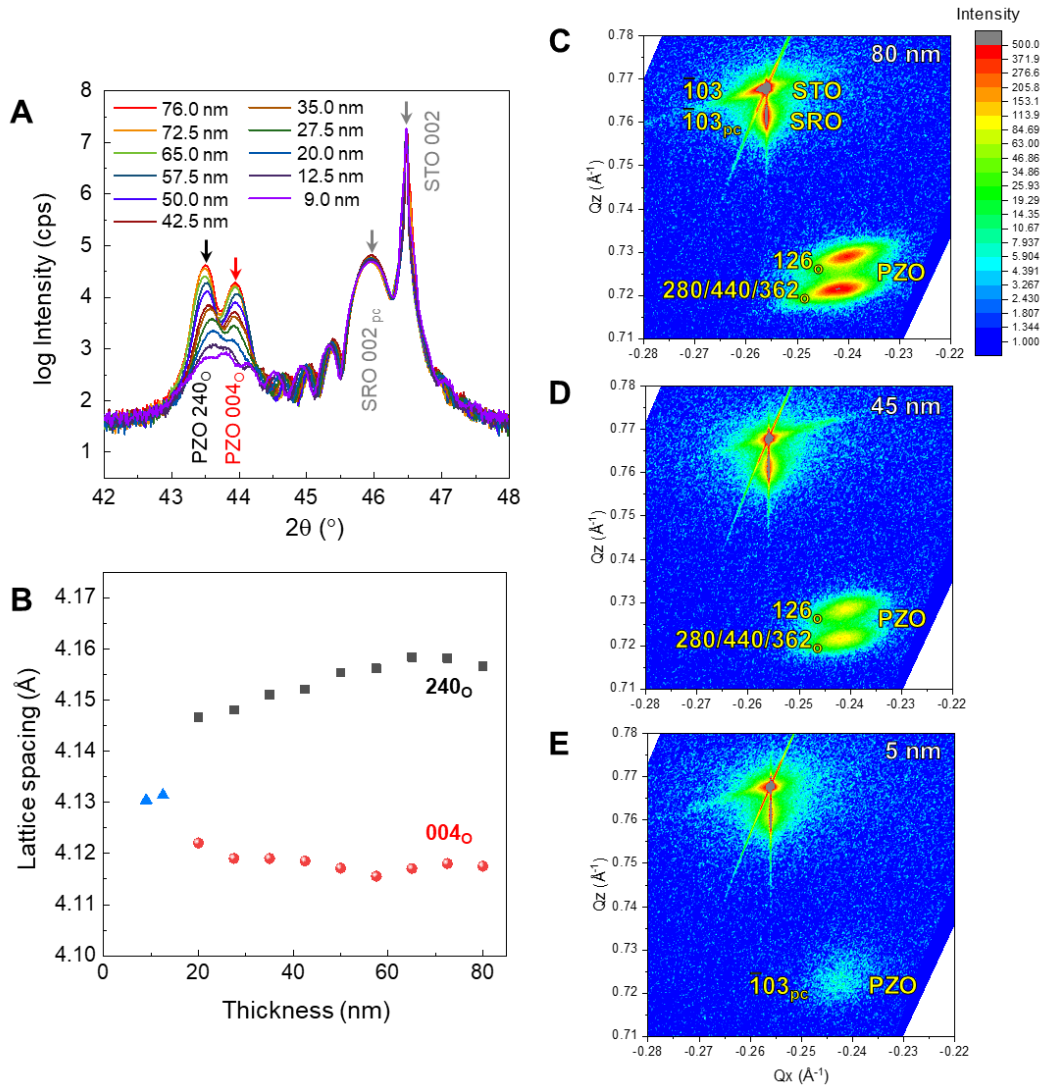 A
log Intensity (cps)
8
7
6
5
4
3
2
1
76.0 nm
72.5 nm
65.0 nm
57.5 nm
50.0 nm
42.5 nm
35.0 nm
27.5 nm
20.0 nm
12.5 nm
9.0 nm
PZO 240O
PZO 004O
SRO 002 pc
STO 002
42 43 44 45 46 47 48
2θ (°)
B
Lattice spacing (Å)
4.17
4.16
4.15
4.14
4.13
4.12
4.11
4.10
240O
004O
0 20 40 60 80
Thickness (nm)
C
80 nm
Qz (Å-1)
0.78
0.77
0.76
0.75
0.74
0.73
0.72
0.71
1̅03 STO
1̅03pc SRO
126O
280/440/362O
PZO
-0.28 -0.27 -0.26 -0.25 -0.24 -0.23 -0.22
Intensity
500.0
371.9
276.6
205.8
153.1
113.8
84.69
63.00
46.86
34.86
25.93
19.29
14.35
10.67
7.937
5.904
4.391
3.267
2.430
1.807
1.344
1.000
D
45 nm
Qz (Å-1)
0.78
0.77
0.76
0.75
0.74
0.73
0.72
0.71
126O
280/440/362O
PZO
-0.28 -0.27 -0.26 -0.25 -0.24 -0.23 -0.22
E
5 nm
Qz (Å-1)
0.78
0.77
0.76
0.75
0.74
0.73
0.72
0.71
1̅03pc PZO
-0.28 -0.27 -0.26 -0.25 -0.24 -0.23 -0.22
Qx (Å-1)